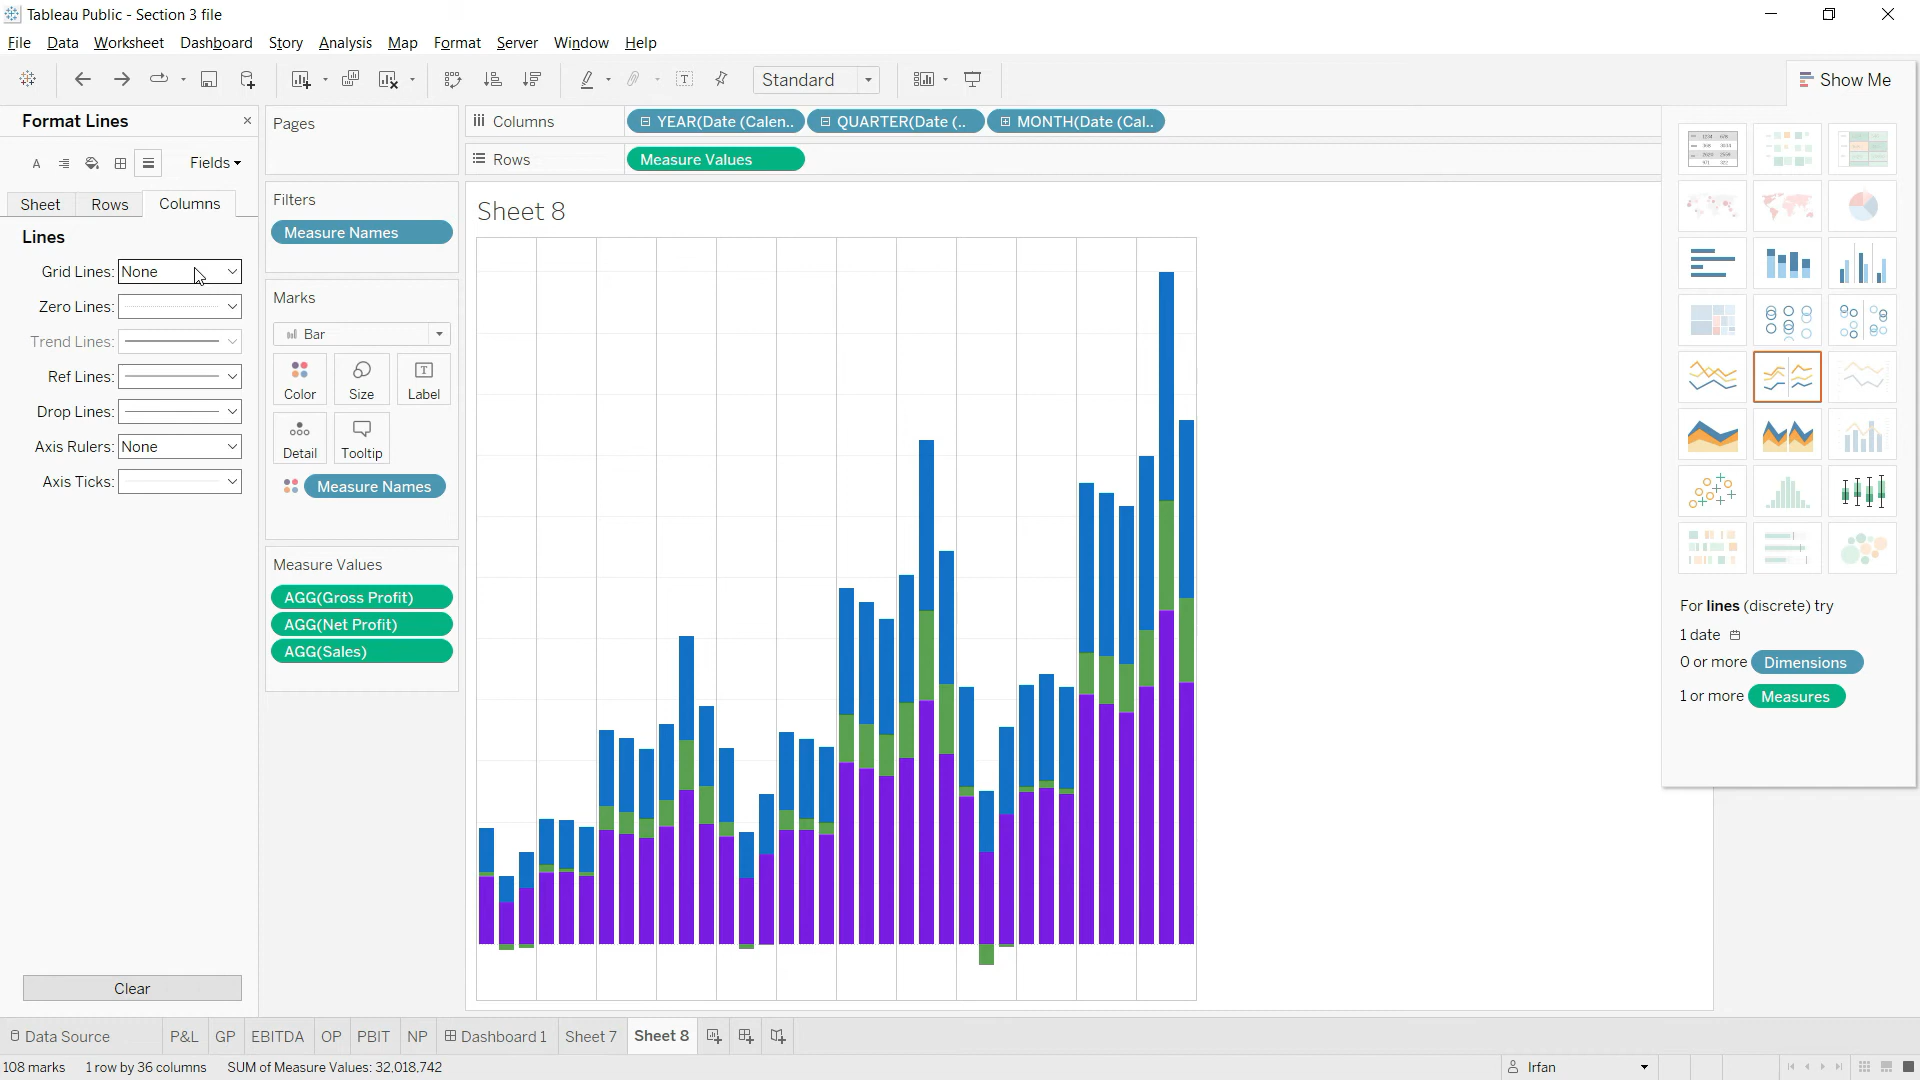 Tableau Public - Section 3 file
File Data Worksheet Dashboard Story Analysis Map Format Server Window Help
Standard
Show Me
Format Lines
Fields
Sheet Rows Columns
Lines
Grid Lines: None
Zero Lines:
Trend Lines:
Ref Lines:
Drop Lines:
Axis Rulers: None
Axis Ticks:
Clear
Pages
Filters
Measure Names
Marks
Bar
Color Size Label
Detail Tooltip
Measure Names
Measure Values
AGG(Gross Profit)
AGG(Net Profit)
AGG(Sales)
Columns YEAR(Date (Calen.. QUARTER(Date (.. MONTH(Date (Cal..
Rows Measure Values
Sheet 8
For lines (discrete) try
1 date
0 or more Dimensions
1 or more Measures
Data Source P&L GP EBITDA OP PBIT NP Dashboard 1 Sheet 7 Sheet 8
108 marks 1 row by 36 columns SUM of Measure Values: 32,018,742
Irfan